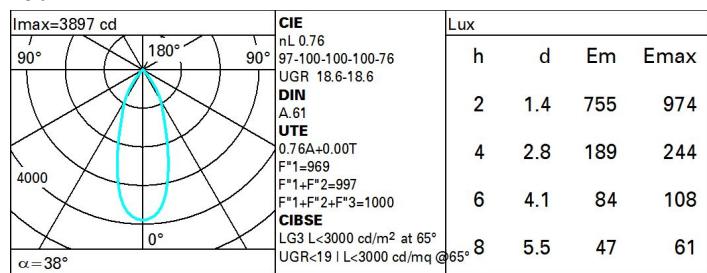 Imax=3897 cd
90° 180° 90°
4000
0°
α=38°
CIE
nL 0.76
97-100-100-100-76
UGR 18.6-18.6
DIN
A.61
UTE
0.76A+0.00T
F"1=969
F"1+F"2=997
F"1+F"2+F"3=1000
CIBSE
LG3 L<3000 cd/m² at 65°
UGR<19 | L<3000 cd/mq @65°
Lux
h d Em Emax
2 1.4 755 974
4 2.8 189 244
6 4.1 84 108
8 5.5 47 61